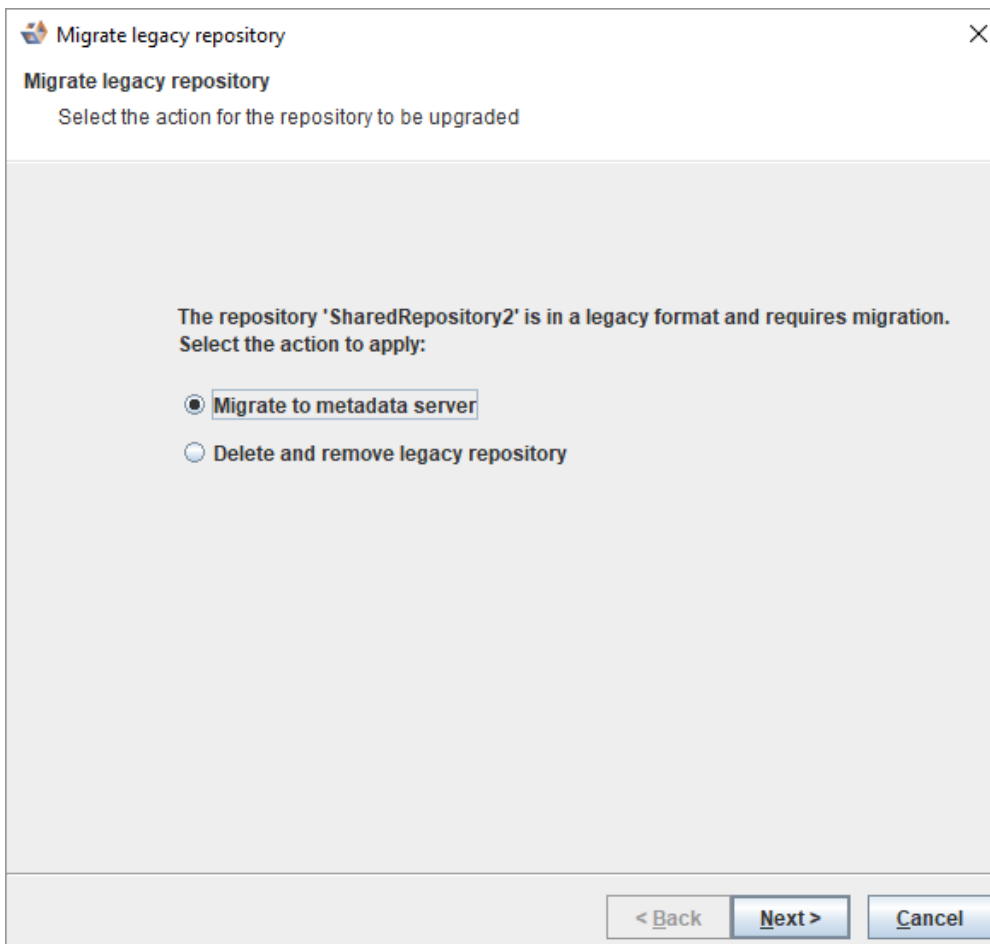 Migrate legacy repository
Migrate legacy repository
Select the action for the repository to be upgraded
The repository 'SharedRepository2' is in a legacy format and requires migration.
Select the action to apply:
Migrate to metadata server
Delete and remove legacy repository
< Back
Next >
Cancel